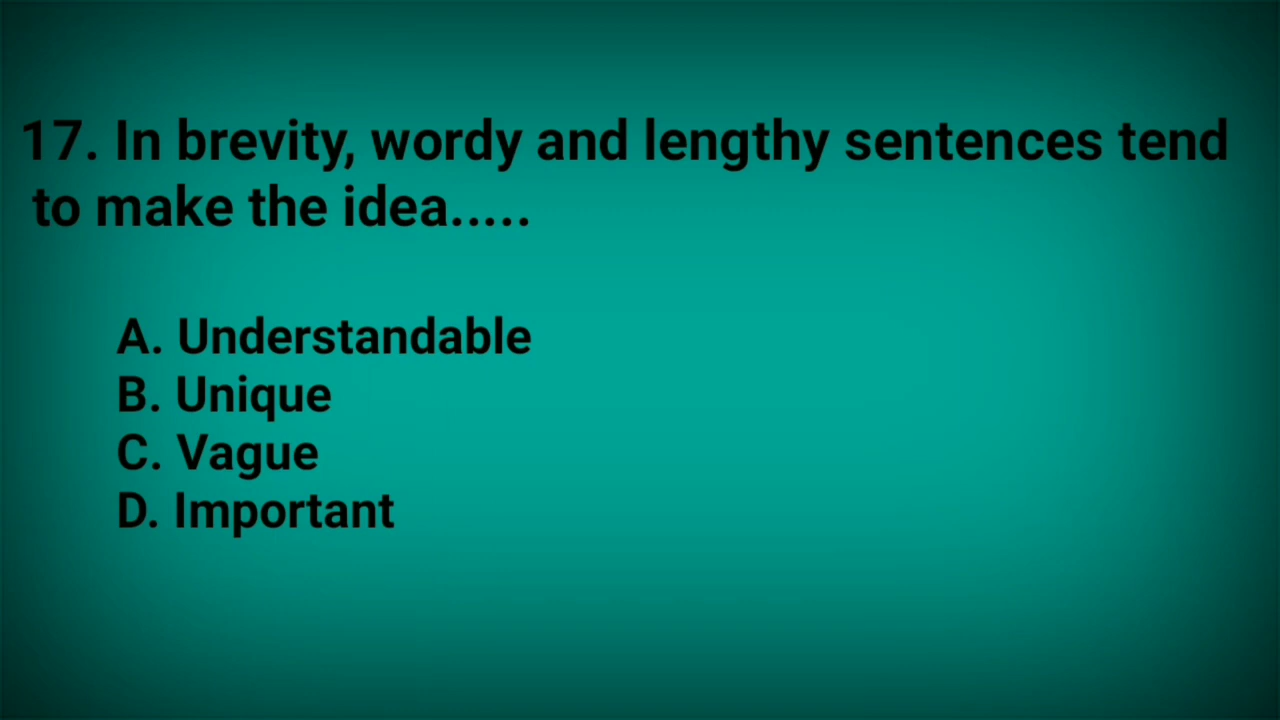 17. In brevity, wordy and lengthy sentences tend
to make the idea.....
A. Understandable
B. Unique
C. Vague
D. Important